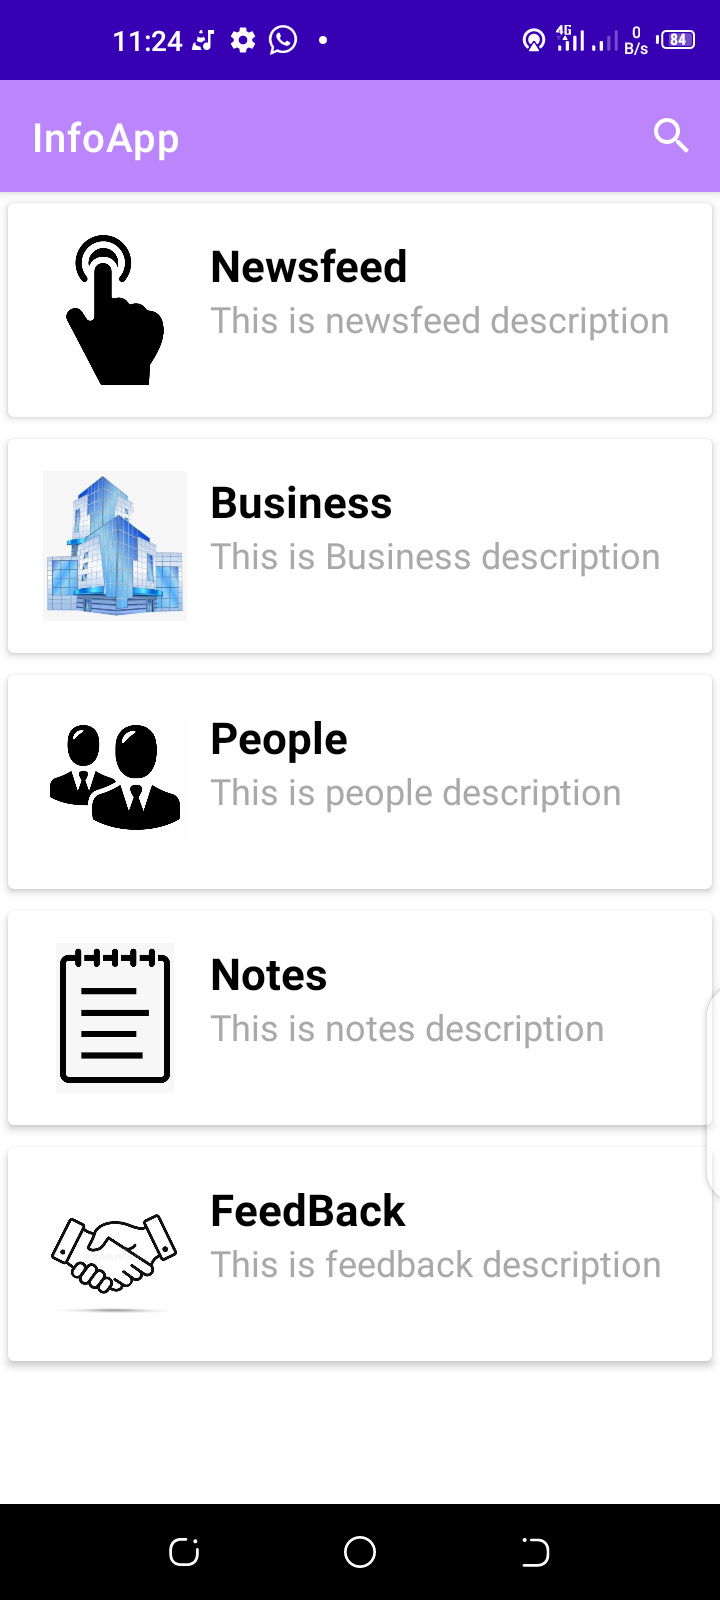 11:24 4G 0 B/s 84
InfoApp
Newsfeed
This is newsfeed description
Business
This is Business description
People
This is people description
Notes
This is notes description
FeedBack
This is feedback description